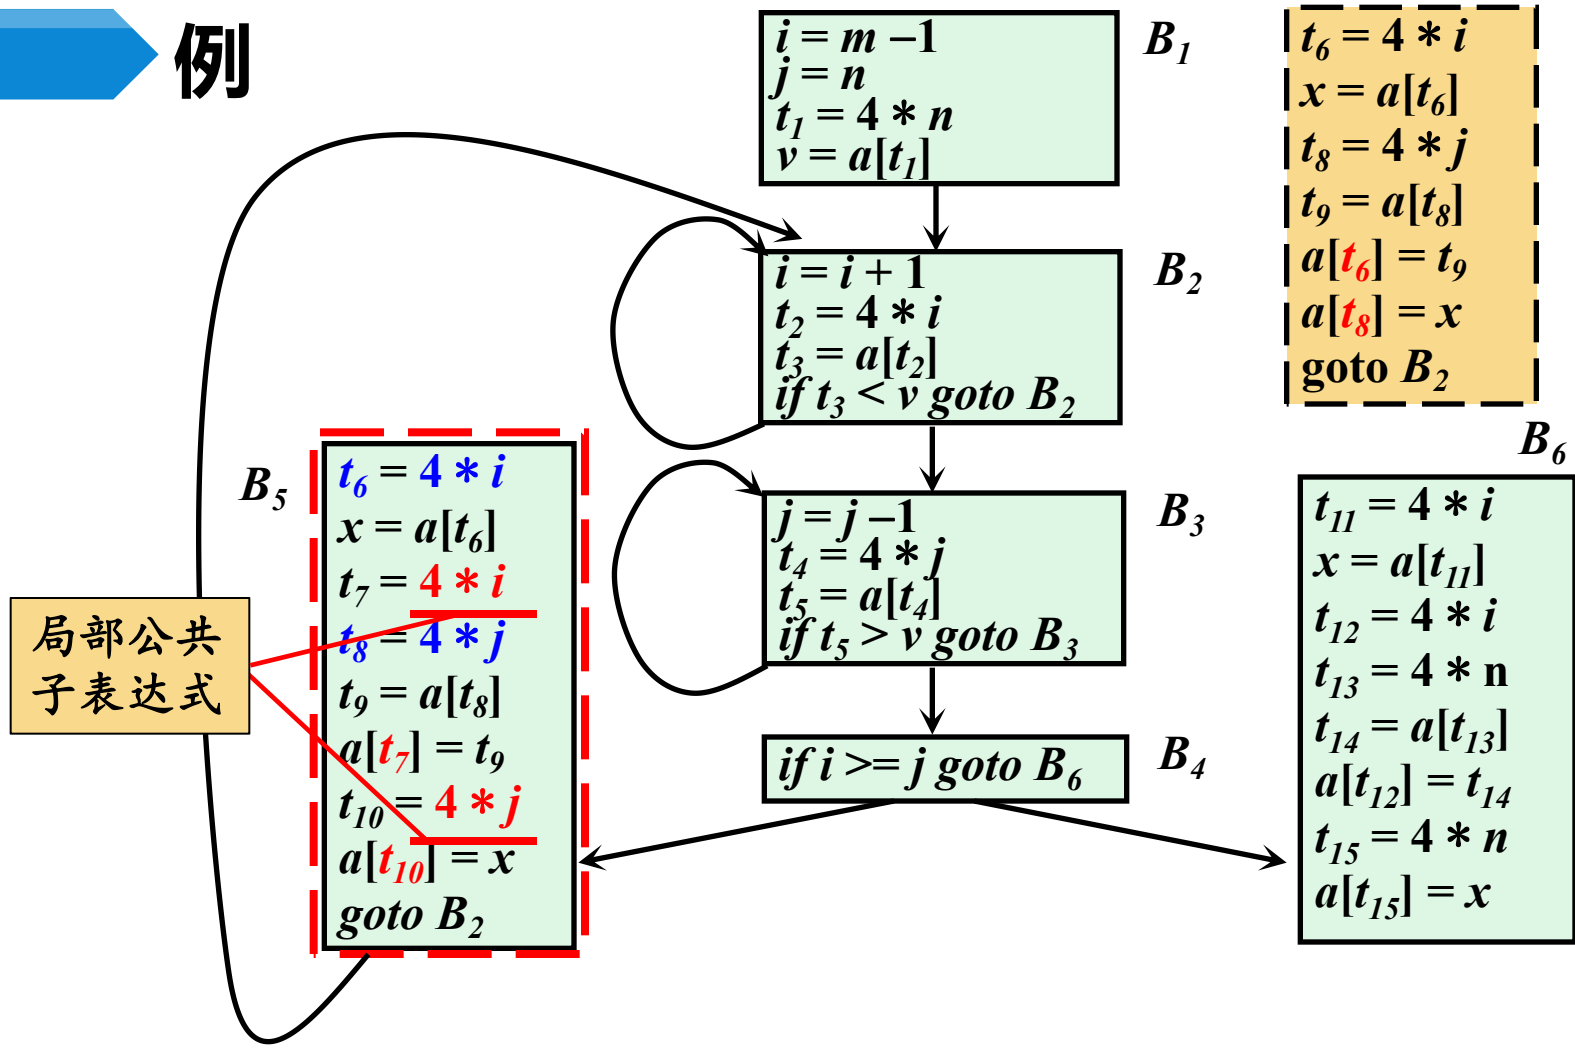 例
i = m –1
j = n
t₁ = 4 * n
v = a[t₁]
B₁
i = i + 1
t₂ = 4 * i
t₃ = a[t₂]
if t₃ < v goto B₂
B₂
j = j –1
t₄ = 4 * j
t₅ = a[t₄]
if t₅ > v goto B₃
B₃
if i >= j goto B₆
B₄
局部公共
子表达式
B₅
t₆ = 4 * i
x = a[t₆]
t₇ = 4 * i
t₈ = 4 * j
t₉ = a[t₈]
a[t₇] = t₉
t₁₀ = 4 * j
a[t₁₀] = x
goto B₂
t₆ = 4 * i
x = a[t₆]
t₈ = 4 * j
t₉ = a[t₈]
a[t₆] = t₉
a[t₈] = x
goto B₂
B₆
t₁₁ = 4 * i
x = a[t₁₁]
t₁₂ = 4 * i
t₁₃ = 4 * n
t₁₄ = a[t₁₃]
a[t₁₂] = t₁₄
t₁₅ = 4 * n
a[t₁₅] = x